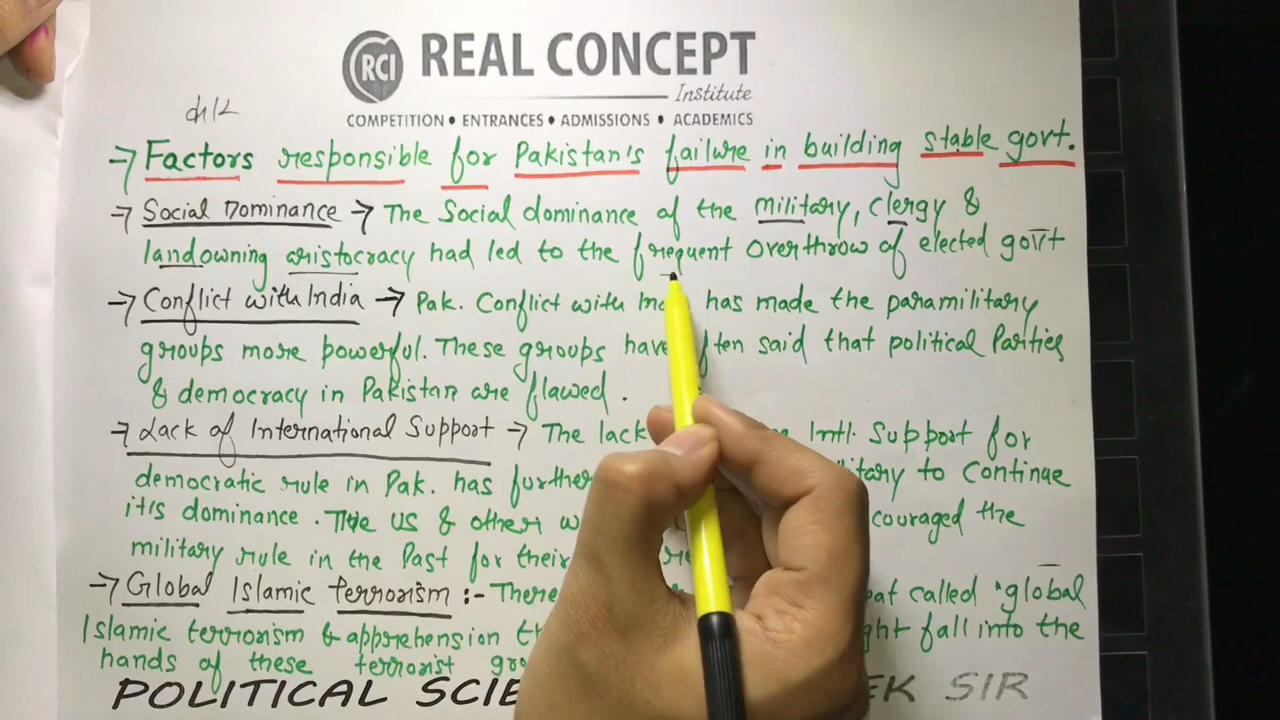 RCI REAL CONCEPT
Institute
COMPETITION • ENTRANCES • ADMISSIONS • ACADEMICS
→ Factors responsible for Pakistan's failure in building stable govt.
→ Social Dominance → The Social dominance of the military, clergy &
landowning aristocracy had led to the frequent overthrow of elected govt
→ Conflict with India → Pak. Conflict with has made the paramilitary
groups more powerful. These groups have said that political Parties
& democracy in Pakistan are flawed.
→ Lack of International Support → The lack Intl. Support for
democratic rule in Pak. has further to continue
it's dominance. The US & other couraged the
military rule in the Past for their
→ Global Islamic terrorism :- There called 'global
Islamic terrorism & apprehension fall into the
hands of these terrorist
POLITICAL SIR